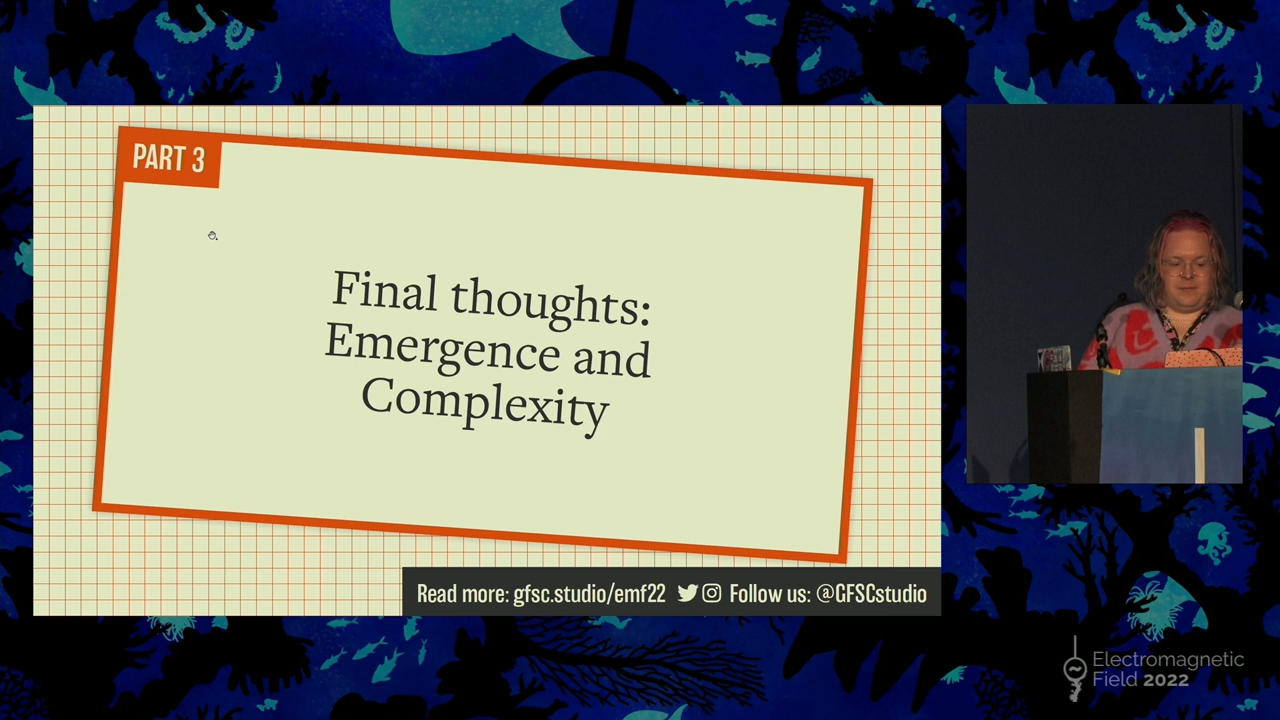 PART 3
Final thoughts:
Emergence and
Complexity
Read more: gfsc.studio/emf22 Follow us: @GFSCstudio
Electromagnetic
Field 2022